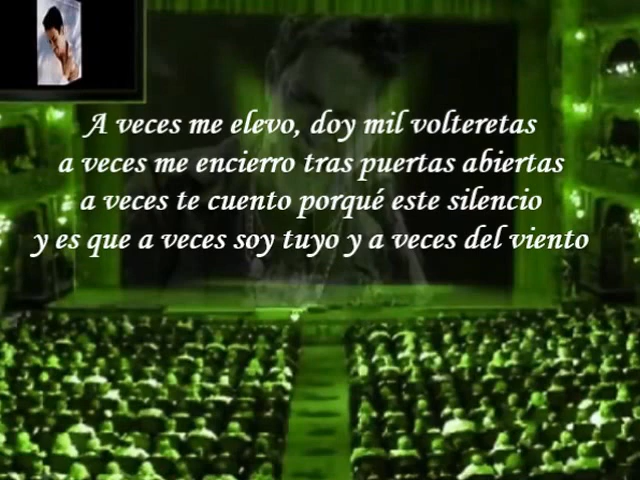 A veces me elevo, doy mil volteretas
a veces me encierro tras puertas abiertas
a veces te cuento porqué este silencio
y es que a veces soy tuyo y a veces del viento